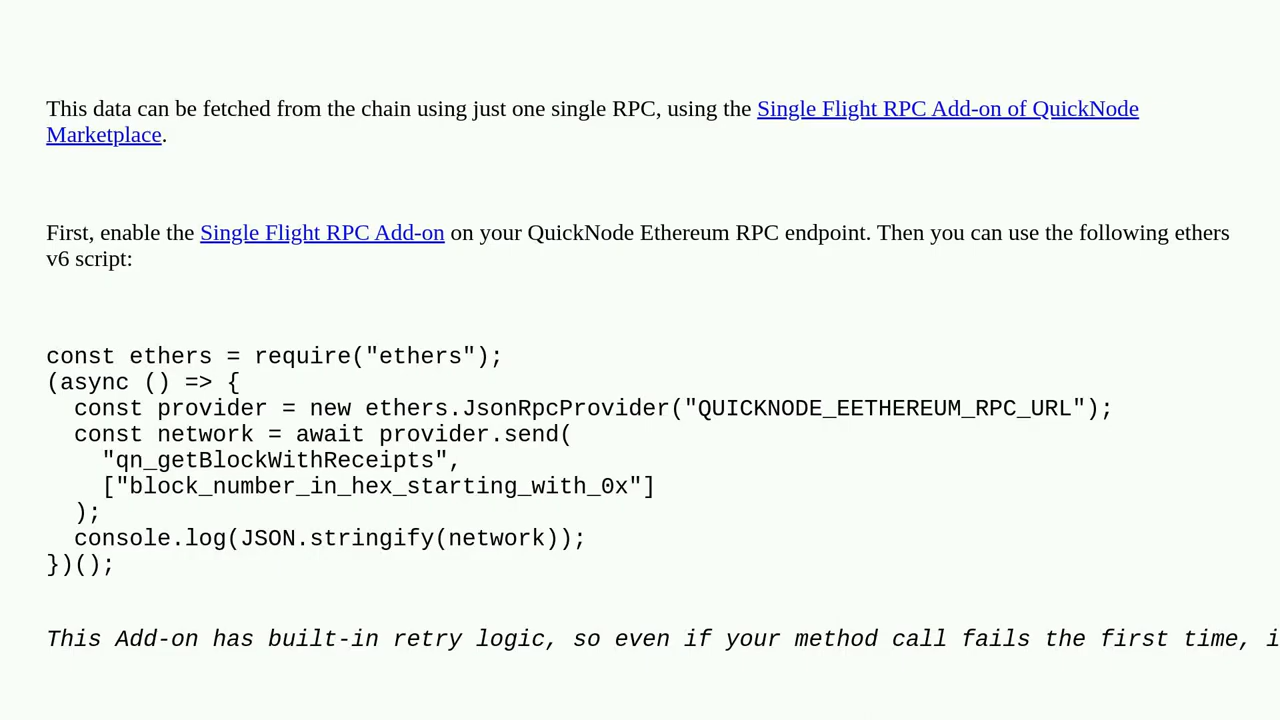 This data can be fetched from the chain using just one single RPC, using the Single Flight RPC Add-on of QuickNode
Marketplace.
First, enable the Single Flight RPC Add-on on your QuickNode Ethereum RPC endpoint. Then you can use the following ethers
v6 script:
const ethers = require("ethers");
(async () => {
  const provider = new ethers.JsonRpcProvider("QUICKNODE_EETHEREUM_RPC_URL");
  const network = await provider.send(
    "qn_getBlockWithReceipts",
    ["block_number_in_hex_starting_with_0x"]
  );
  console.log(JSON.stringify(network));
})();
This Add-on has built-in retry logic, so even if your method call fails the first time,